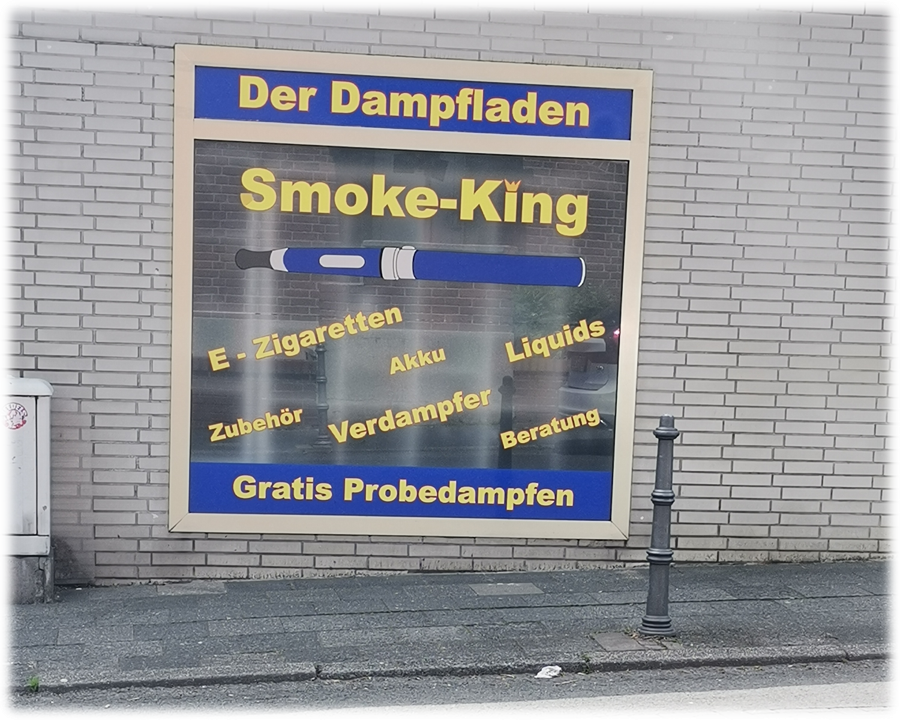 Der Dampfladen
Smoke-King
E - Zigaretten
Akku
Liquids
Zubehör
Verdampfer
Beratung
Gratis Probedampfen